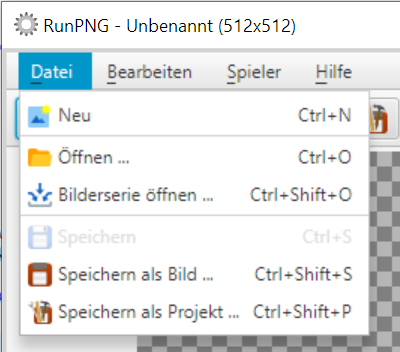 RunPNG - Unbenannt (512x512)
Datei Bearbeiten Spieler Hilfe
Neu Ctrl+N
Öffnen ... Ctrl+O
Bilderserie öffnen ... Ctrl+Shift+O
Speichern Ctrl+S
Speichern als Bild ... Ctrl+Shift+S
Speichern als Projekt ... Ctrl+Shift+P